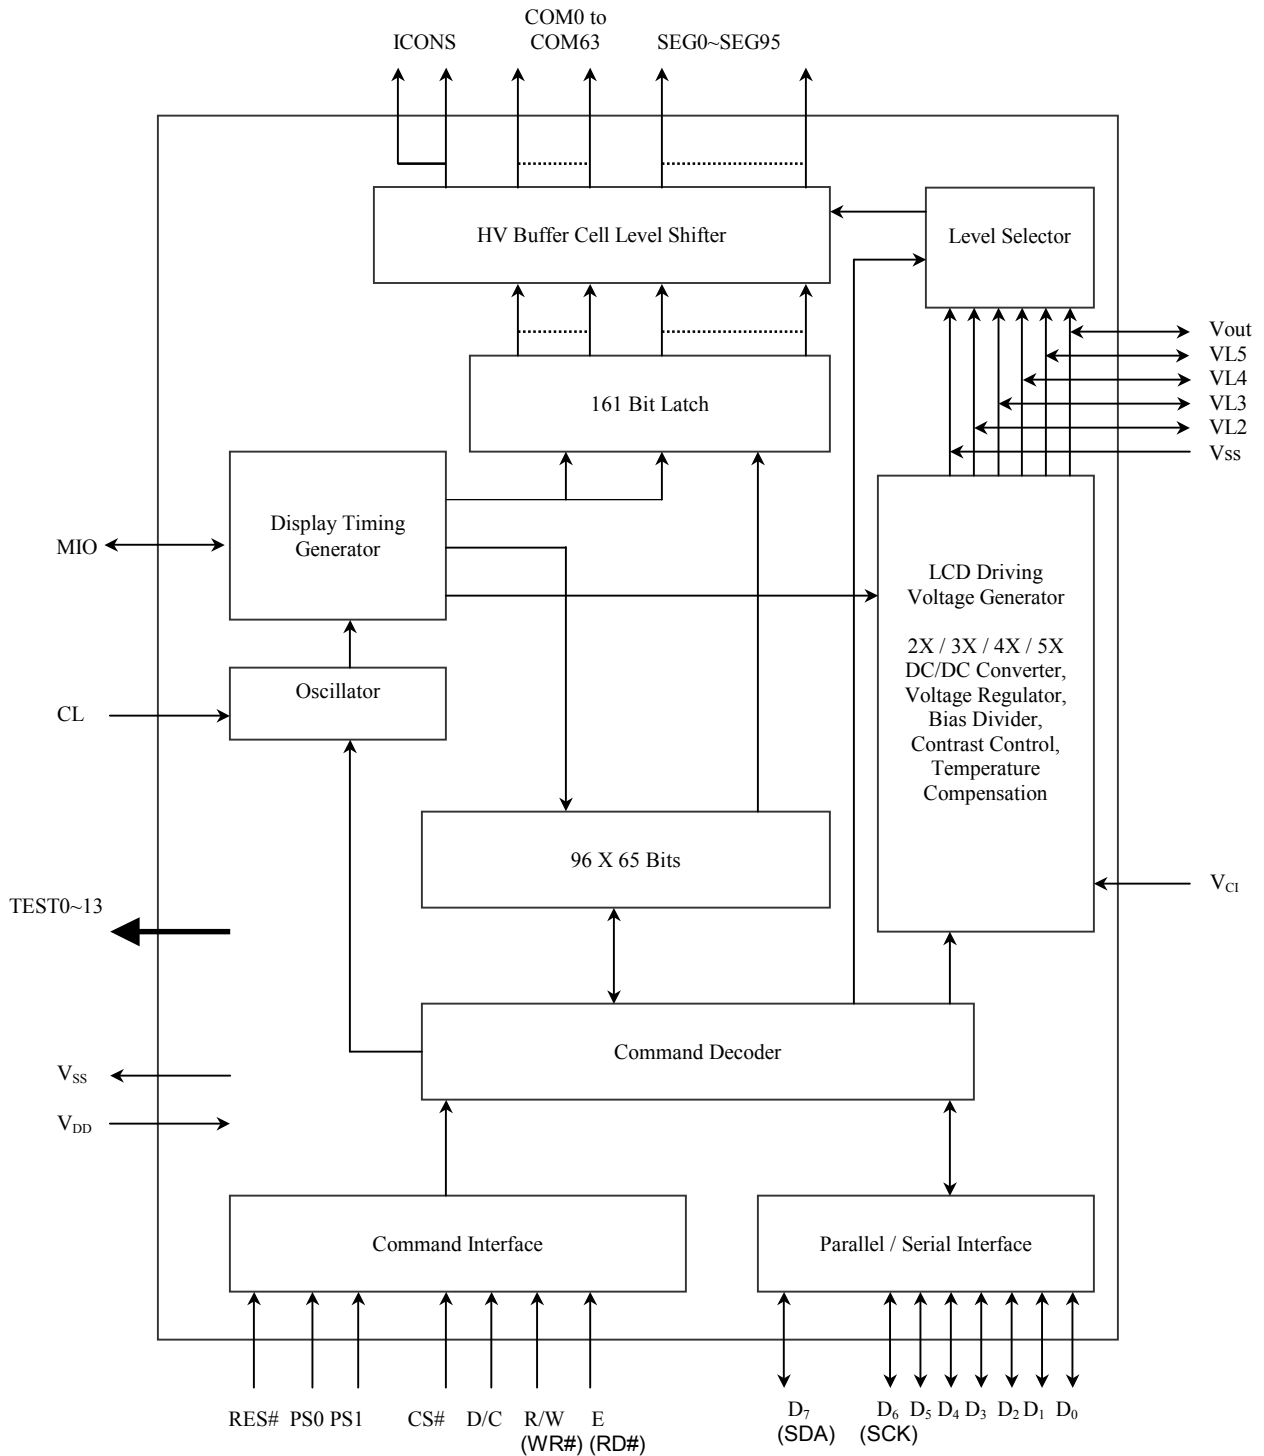 COM0 to
ICONS COM63 SEG0~SEG95
HV Buffer Cell Level Shifter
Level Selector
Vout
VL5
VL4
VL3
VL2
Vss
161 Bit Latch
Display Timing
Generator
MIO
LCD Driving
Voltage Generator
2X / 3X / 4X / 5X
DC/DC Converter,
Voltage Regulator,
Bias Divider,
Contrast Control,
Temperature
Compensation
Oscillator
CL
96 X 65 Bits
VCI
TEST0~13
Command Decoder
VSS
VDD
Command Interface
Parallel / Serial Interface
RES# PS0 PS1 CS# D/C R/W E D7 D6 D5 D4 D3 D2 D1 D0
(WR#) (RD#) (SDA) (SCK)